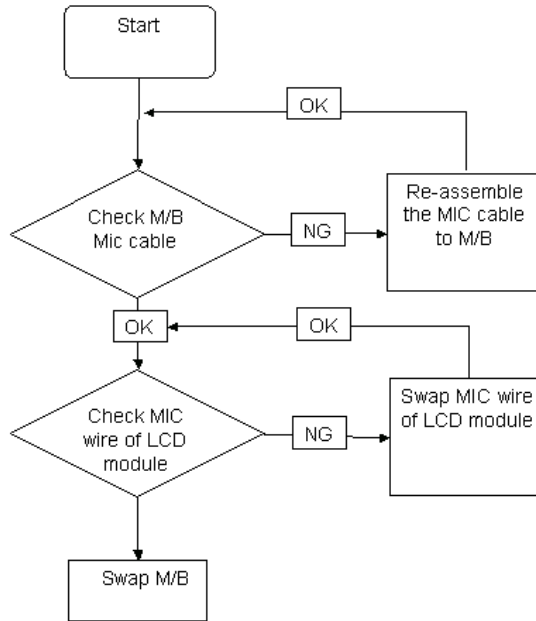 Start
OK
Check M/B
Mic cable
NG
Re-assemble
the MIC cable
to M/B
OK
OK
Check MIC
wire of LCD
module
NG
Swap MIC wire
of LCD module
Swap M/B